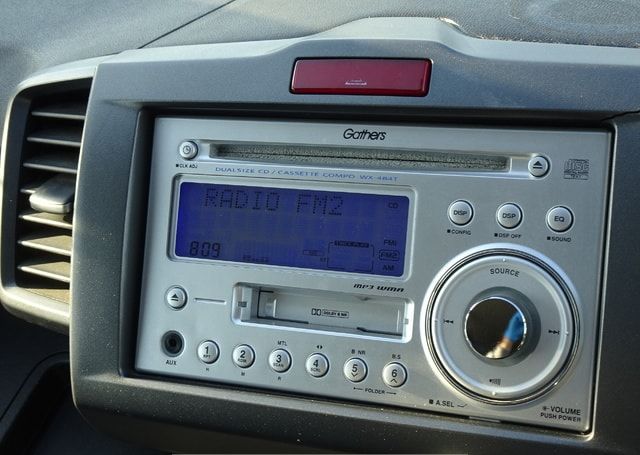 Gathers
CLK ADJ
DUALSIZE CD / CASSETTE COMPO WX-484T
RADIO FM2
CD
FM1
FM2
AM
809
MP3 WMA
DISP
CONFIG
DSP
DSP OFF
EQ
SOUND
SOURCE
DOLBY B NR
AUX
1
2
MTL
3
4
SCRL
B NR
5
B.S
6
FOLDER
A.SEL
VOLUME
PUSH POWER